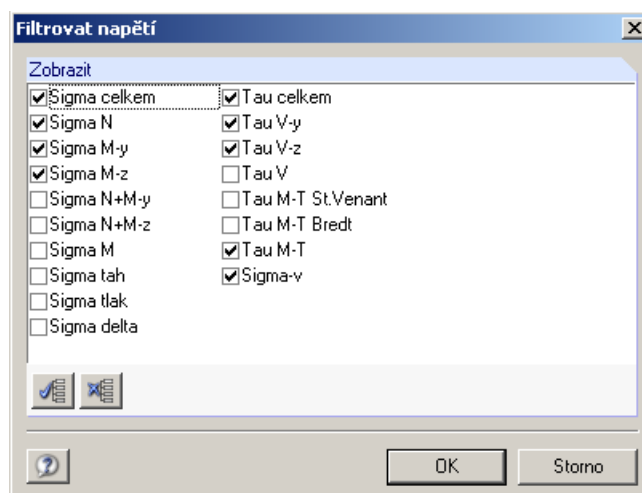 Filtrovat napětí
Zobrazit
Sigma celkem
Sigma N
Sigma M-y
Sigma M-z
Sigma N+M-y
Sigma N+M-z
Sigma M
Sigma tah
Sigma tlak
Sigma delta
Tau celkem
Tau V-y
Tau V-z
Tau V
Tau M-T St.Venant
Tau M-T Bredt
Tau M-T
Sigma-v
OK
Storno